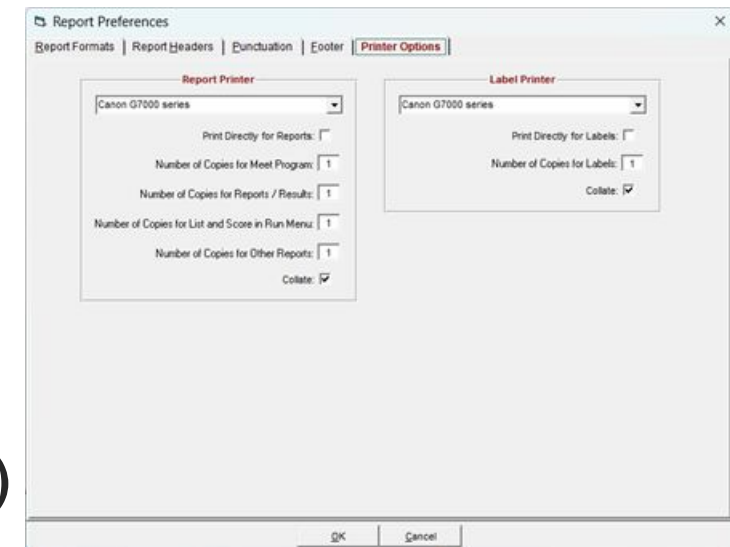 Report Preferences
Report Formats Report Headers Punctuation Footer Printer Options
Report Printer
Canon G7000 series
Print Directly for Reports:
Number of Copies for Meet Program: 1
Number of Copies for Reports / Results: 1
Number of Copies for List and Score in Run Menu: 1
Number of Copies for Other Reports: 1
Collate:
Label Printer
Canon G7000 series
Print Directly for Labels:
Number of Copies for Labels: 1
Collate:
)
OK Cancel